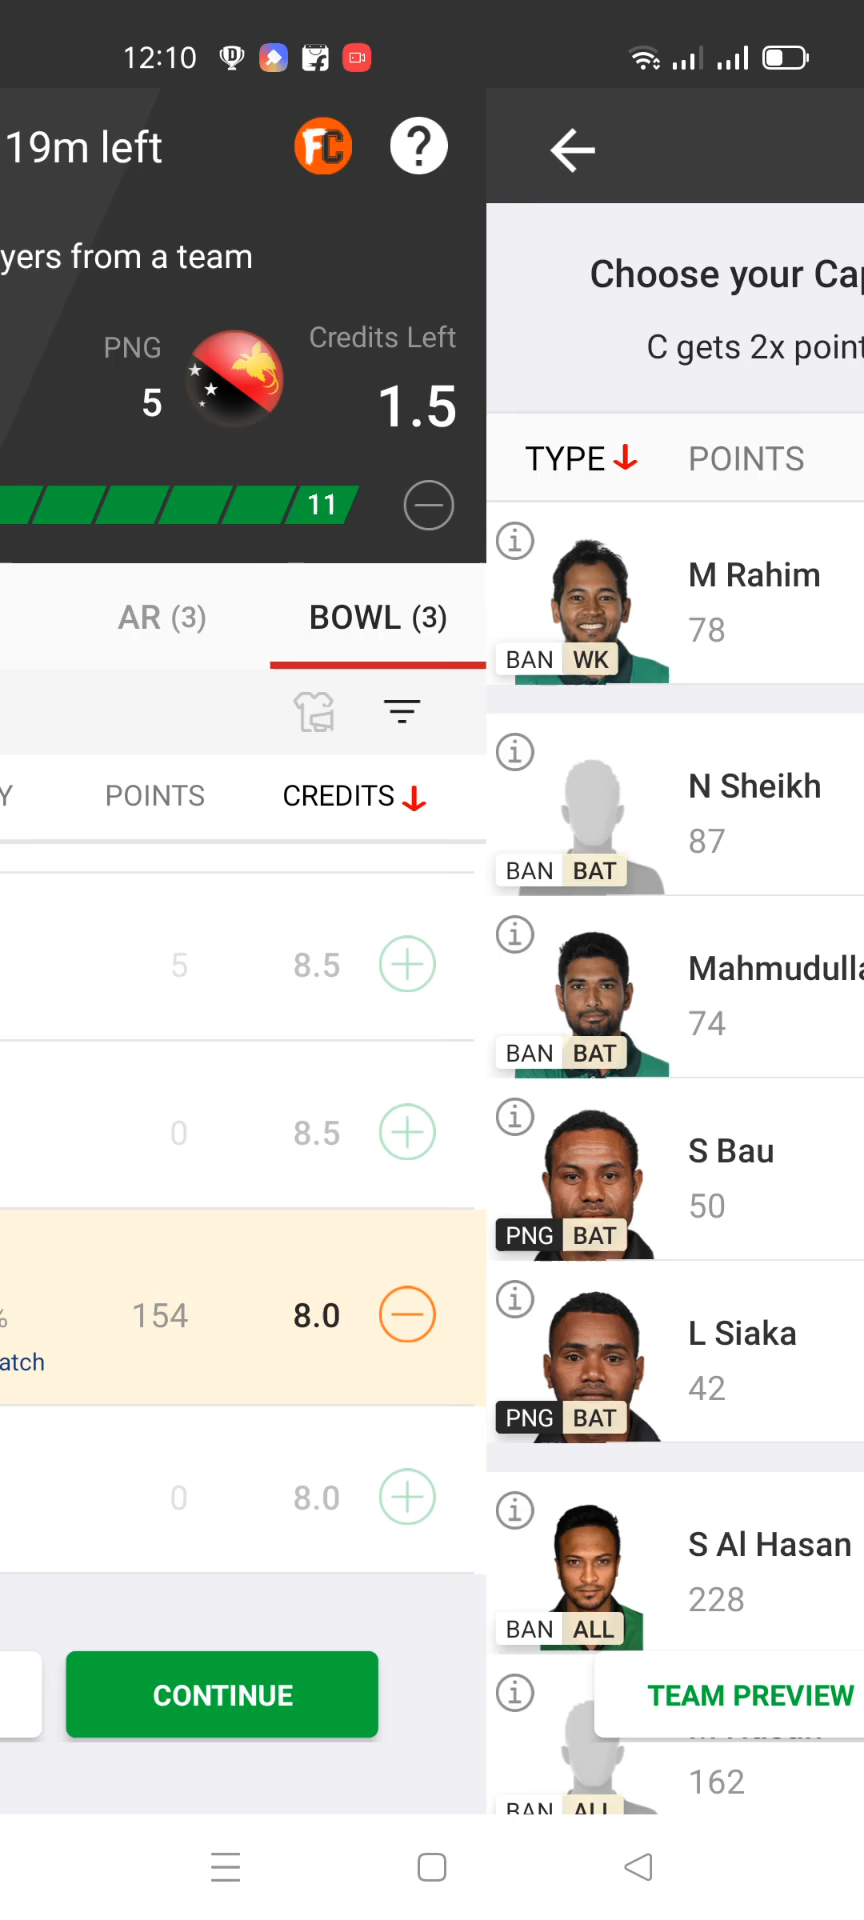 12:10
19m left
FC
?
yers from a team
PNG
5
Credits Left
1.5
11
AR (3)
BOWL (3)
Y
POINTS
CREDITS
5
8.5
0
8.5
%
154
8.0
atch
0
8.0
CONTINUE
Choose your Cap
C gets 2x point
TYPE
POINTS
M Rahim
78
BAN WK
N Sheikh
87
BAN BAT
Mahmudulla
74
BAN BAT
S Bau
50
PNG BAT
L Siaka
42
PNG BAT
S Al Hasan
228
BAN ALL
TEAM PREVIEW
162
BAN ALL